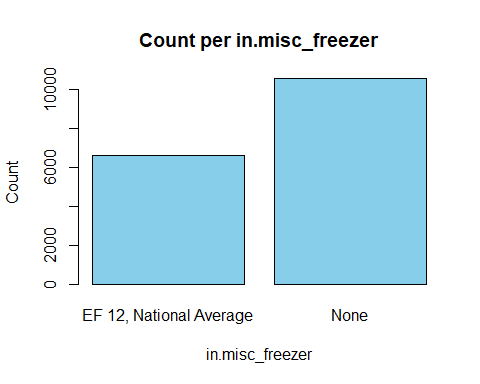 Count per in.misc_freezer
Count
10000
6000
2000
0
EF 12, National Average
None
in.misc_freezer